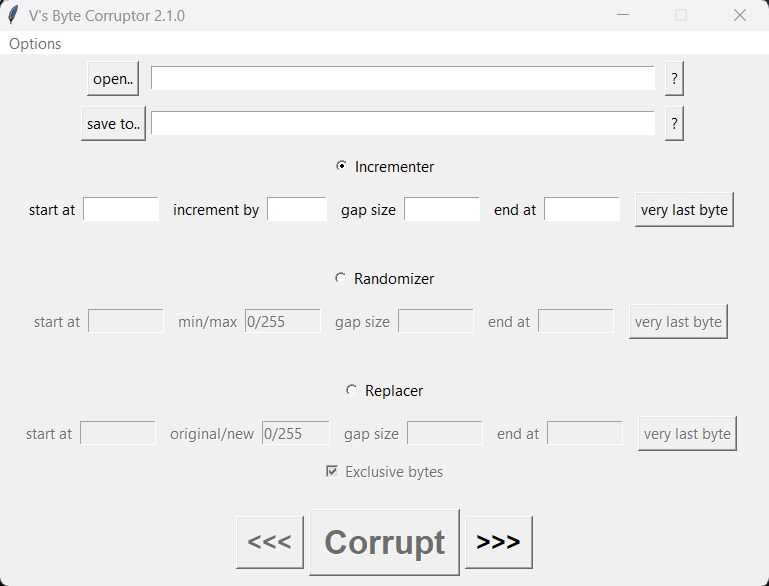 V's Byte Corruptor 2.1.0
Options
open.. ?
save to.. ?
Incrementer
start at increment by gap size end at very last byte
Randomizer
start at min/max 0/255 gap size end at very last byte
Replacer
start at original/new 0/255 gap size end at very last byte
Exclusive bytes
<<< Corrupt >>>